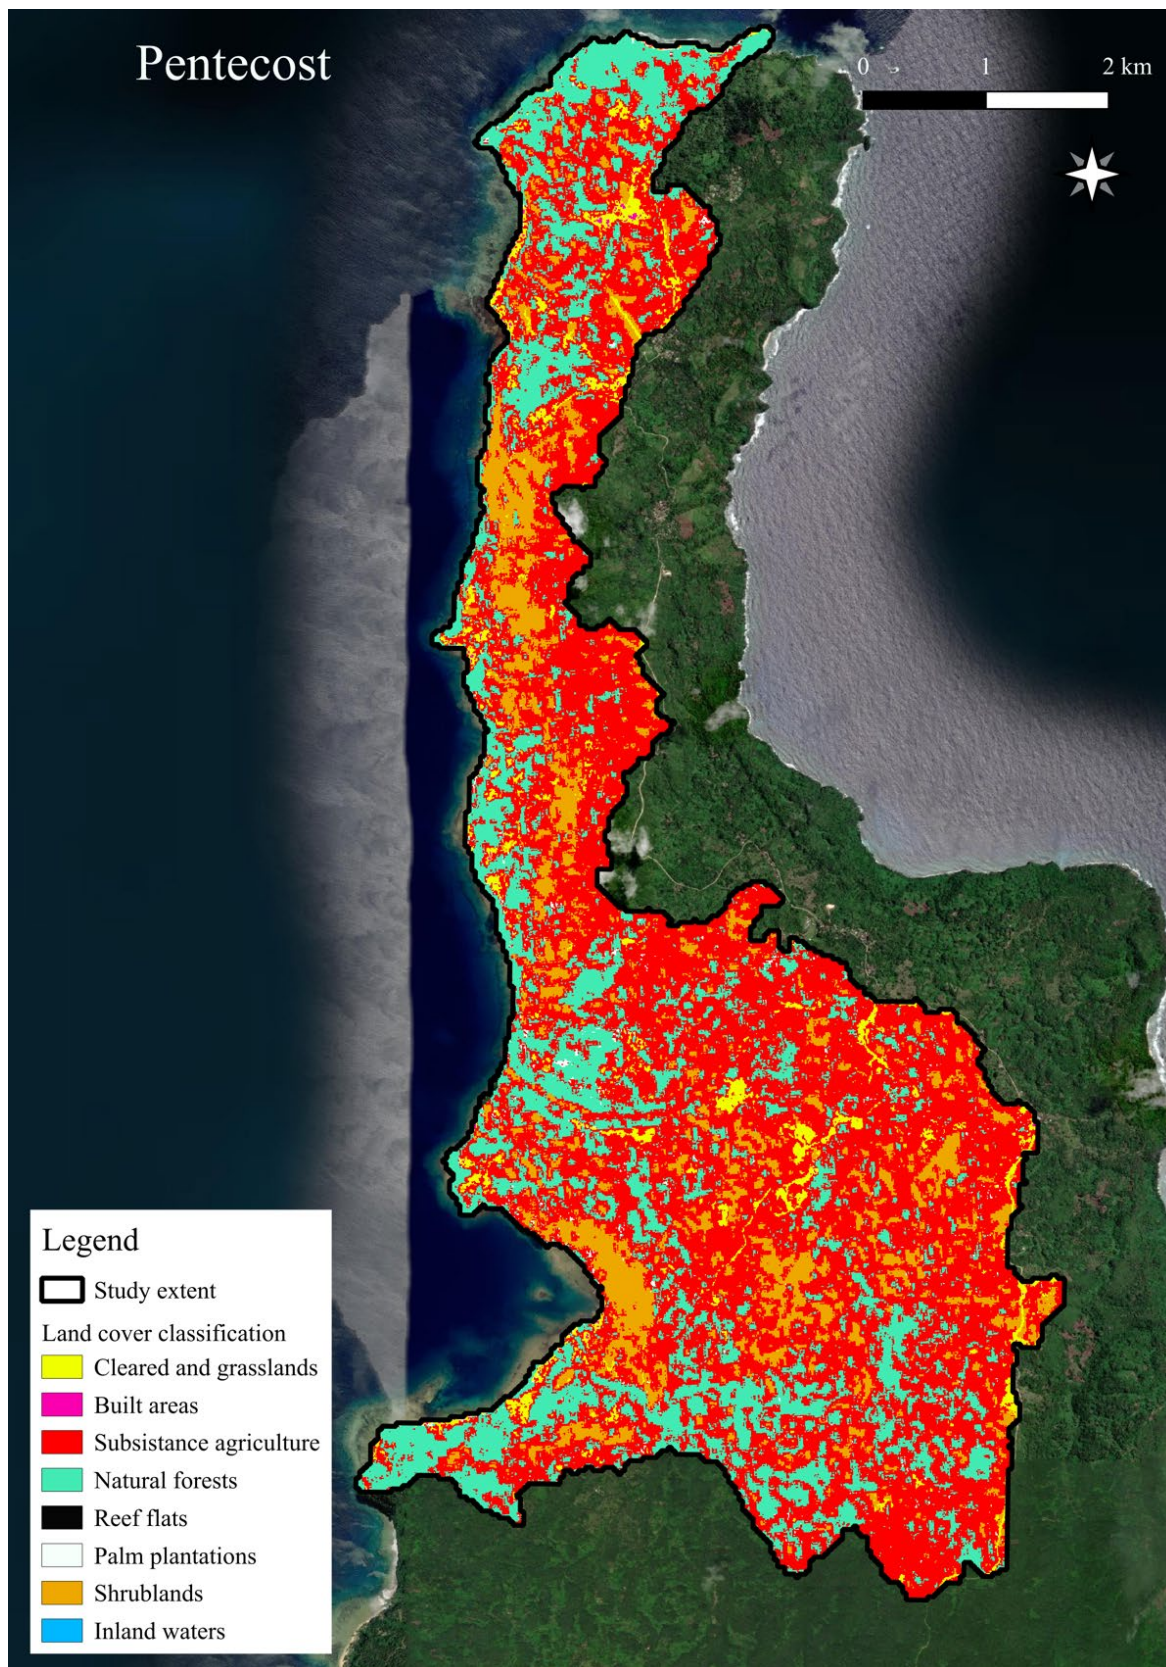 Pentecost
0 1 2 km
Legend
Study extent
Land cover classification
Cleared and grasslands
Built areas
Subsistance agriculture
Natural forests
Reef flats
Palm plantations
Shrublands
Inland waters